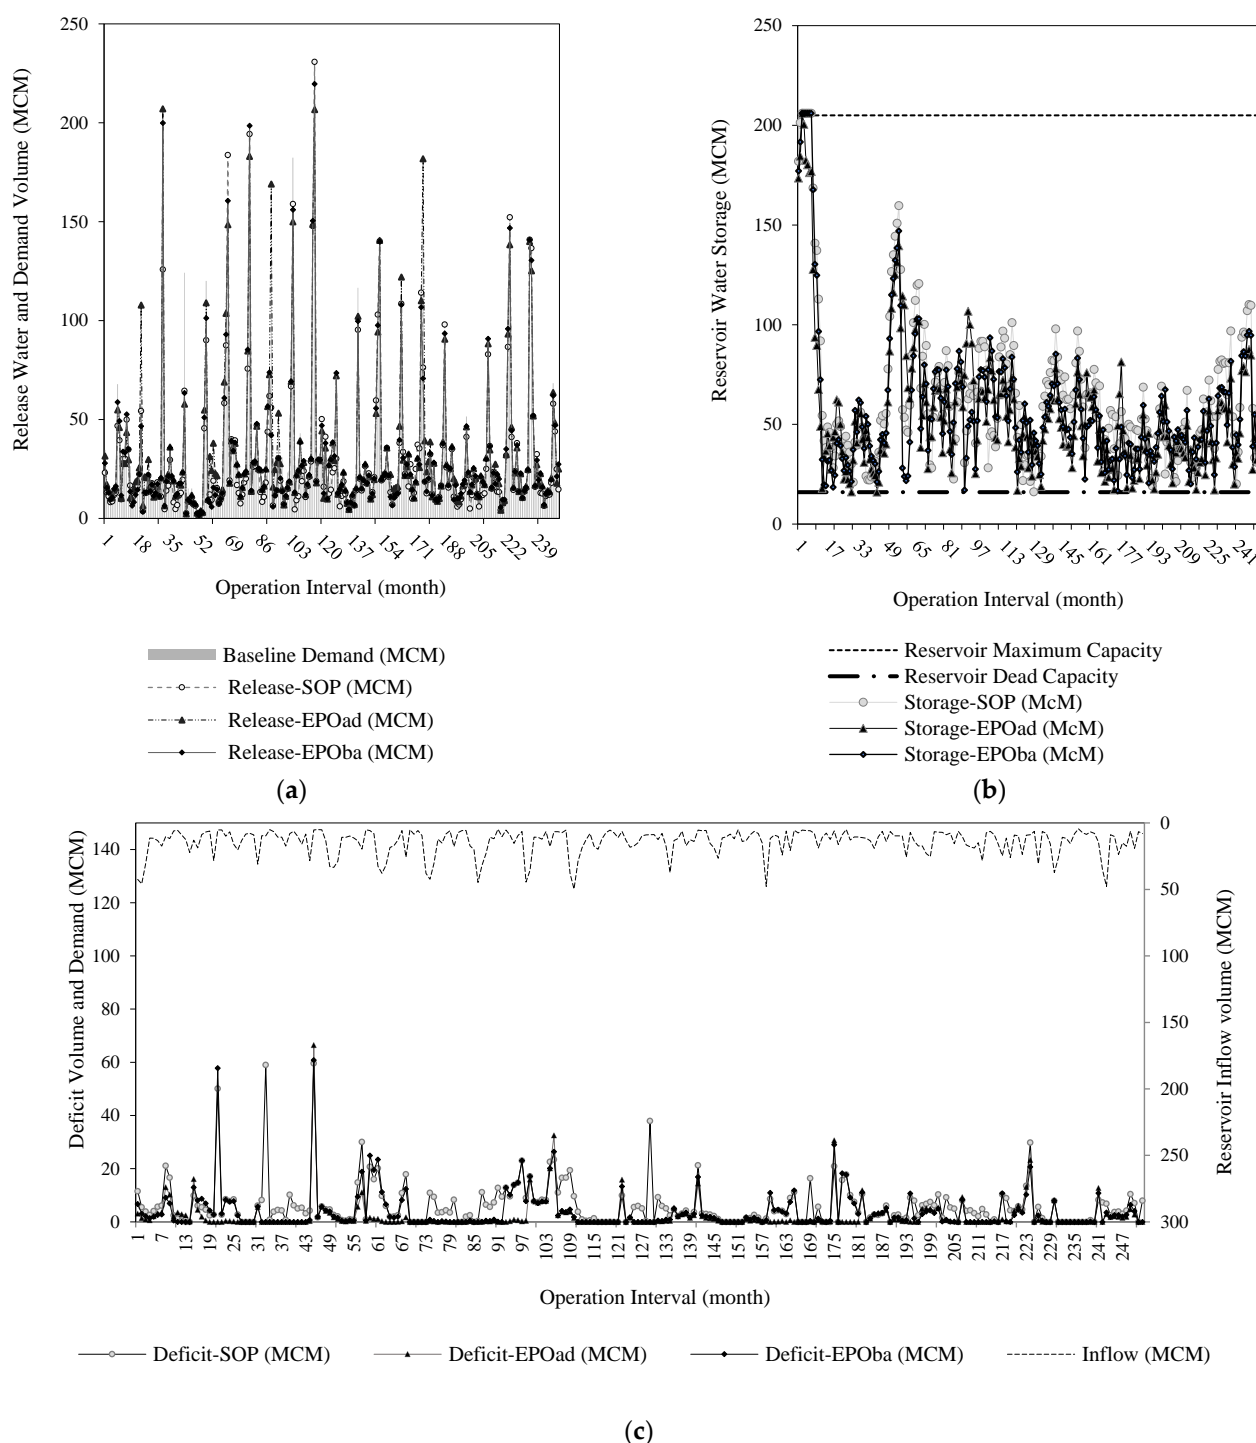 250
200
150
100
50
0
Release Water and Demand Volume (MCM)
1 18 35 52 69 86 103 120 137 154 171 188 205 222 239
Operation Interval (month)
Baseline Demand (MCM)
Release-SOP (MCM)
Release-EPOad (MCM)
Release-EPOba (MCM)
(a)
250
200
150
100
50
0
Reservoir Water Storage (MCM)
1 17 33 49 65 81 97 113 129 145 161 177 193 209 225 241
Operation Interval (month)
Reservoir Maximum Capacity
Reservoir Dead Capacity
Storage-SOP (McM)
Storage-EPOad (McM)
Storage-EPOba (McM)
(b)
140
120
100
80
60
40
20
0
Deficit Volume and Demand (MCM)
0
50
100
150
200
250
300
Reservoir Inflow volume (MCM)
1 7 13 19 25 31 37 43 49 55 61 67 73 79 85 91 97 103 109 115 121 127 133 139 145 151 157 163 169 175 181 187 193 199 205 211 217 223 229 235 241 247
Operation Interval (month)
Deficit-SOP (MCM) Deficit-EPOad (MCM) Deficit-EPOba (MCM) Inflow (MCM)
(c)